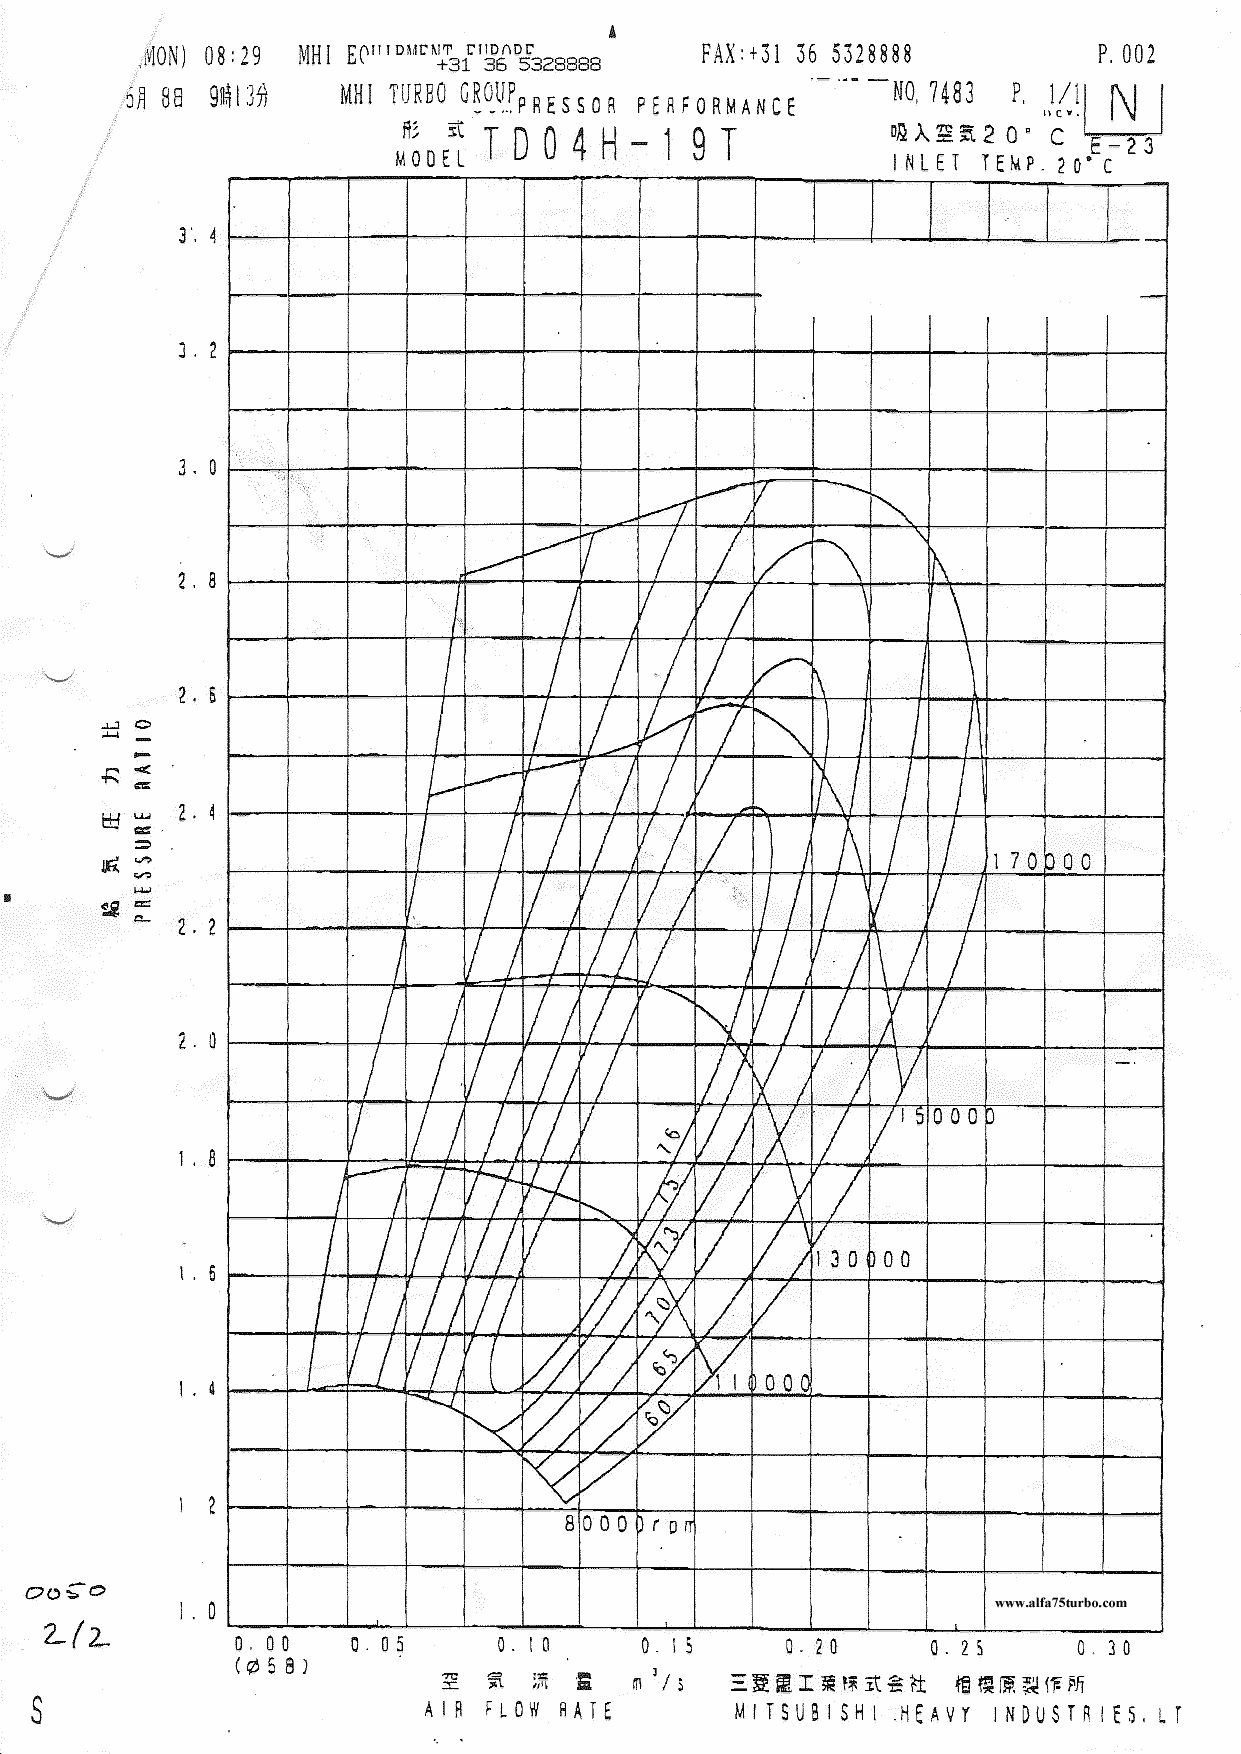 MON) 08:29 MHI EQUIPMENT EUROPE FAX:+31 36 5328888 P.002
+31 36 5328888
5月 8日 9時13分 MHI TURBO GROUP NO. 7483 P. 1/1
PRESSOR PERFORMANCE N
形 式 TD04H-19T 吸入空気20°C E-23
MODEL INLET TEMP. 20°C
3. 4
3. 2
3. 0
2. 8
2. 6
2. 4
2. 2
2. 0
1. 8
1. 6
1. 4
1 2
1. 0
給 気 圧 力 比
PRESSURE RATIO
170000
150000
130000
110000
80000rpm
76
75
73
70
65
60
www.alfa75turbo.com
0050
2/2
0. 00 0. 05 0. 10 0. 15 0. 20 0. 25 0. 30
(ø58)
空 気 流 量 m³/s 三菱重工業株式会社 相模原製作所
S AIR FLOW RATE MITSUBISHI HEAVY INDUSTRIES. LT